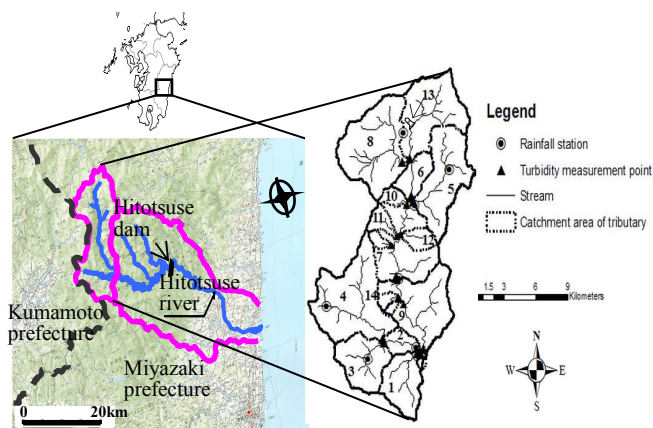 Hitotsuse
dam
Hitotsuse
river
Kumamoto
prefecture
Miyazaki
prefecture
0 20km
13
8
6
5
10
11
12
4
14
9
2
3
1
Legend
Rainfall station
Turbidity measurement point
Stream
Catchment area of tributary
1.5 3 6 9
Kilometers
N
W E
S